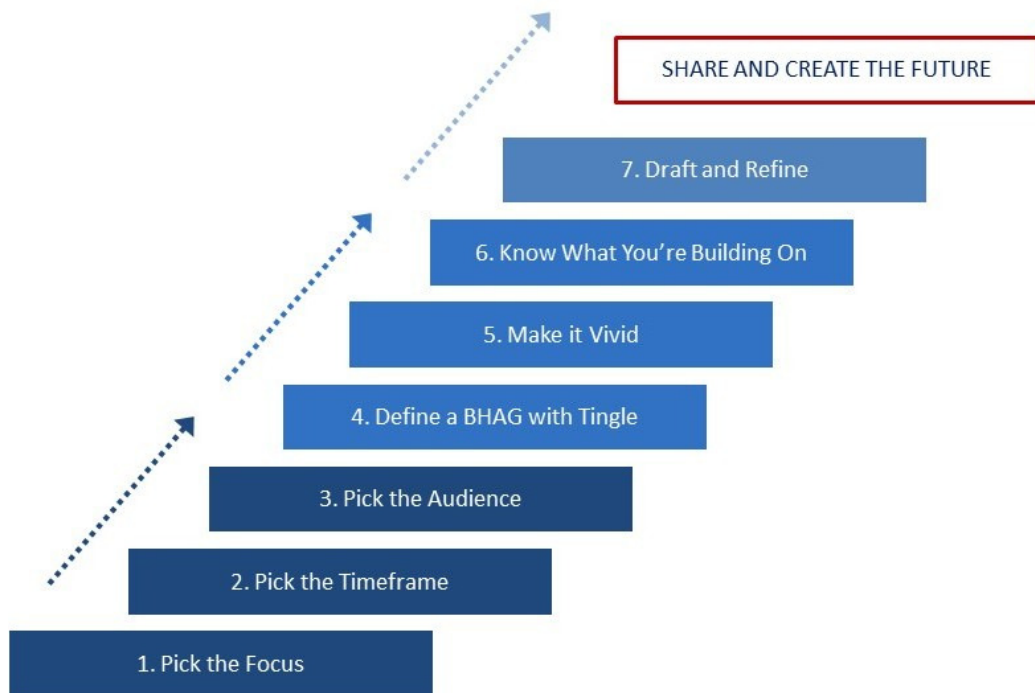 SHARE AND CREATE THE FUTURE
7. Draft and Refine
6. Know What You’re Building On
5. Make it Vivid
4. Define a BHAG with Tingle
3. Pick the Audience
2. Pick the Timeframe
1. Pick the Focus